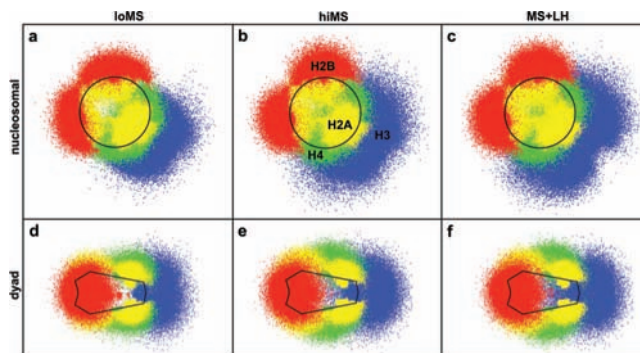 loMS hiMS MS+LH
nucleosomal
a b c
H2B
H2A
H3
H4
dyad
d e f